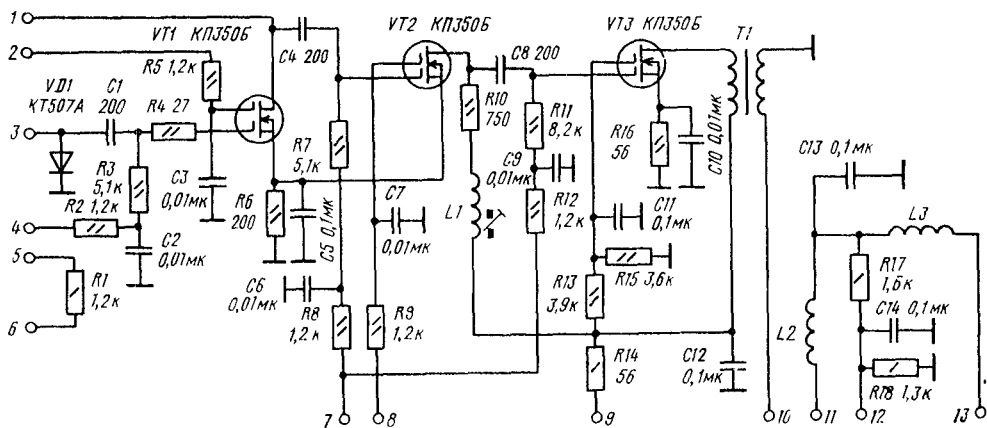 1
2
VT1 КП350Б
C4 200
VT2 КП350Б
C8 200
VT3 КП350Б
T1
R5 1,2к
VD1
КТ507А
C1
200
R4 27
3
R3
5,1к
R2 1,2к
4
5
6
R1
1,2к
C2
0,01мк
C3
0,01мк
R6
200
R7
5,1к
C5 0,1мк
C6
0,01мк
R8
1,2к
C7
0,01мк
R9
1,2к
R10
750
L1
R11
8,2к
C9
0,01мк
R12
1,2к
R16
56
C10 0,01мк
C11
0,1мк
R15 3,6к
R13
3,9к
R14
56
C12
0,1мк
C13 0,1мк
L3
R17
1,6к
C14 0,1мк
L2
R18 1,3к
7
8
9
10
11
12
13